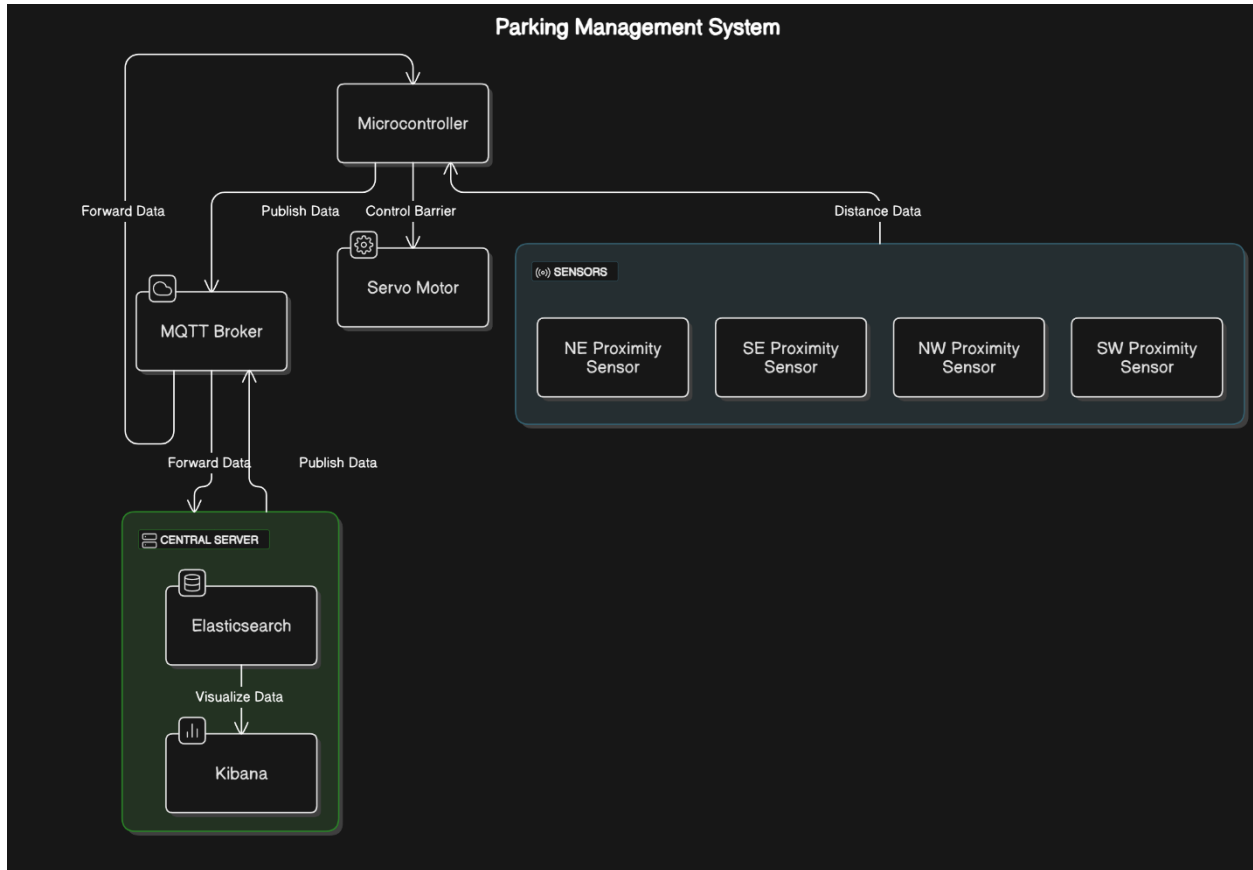 Parking Management System
Microcontroller
Forward Data
Publish Data
Control Barrier
Distance Data
Servo Motor
SENSORS
MQTT Broker
NE Proximity
Sensor
SE Proximity
Sensor
NW Proximity
Sensor
SW Proximity
Sensor
Forward Data
Publish Data
CENTRAL SERVER
Elasticsearch
Visualize Data
Kibana